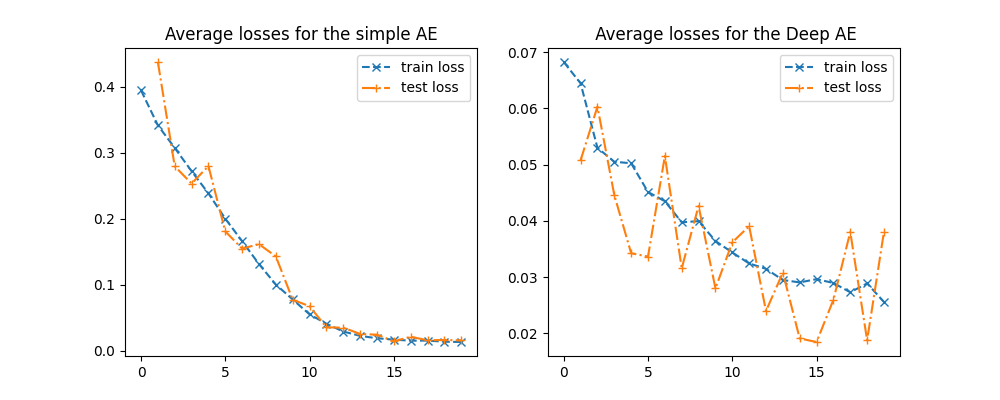 Average losses for the simple AE
train loss
test loss
0.4
0.3
0.2
0.1
0.0
0 5 10 15
Average losses for the Deep AE
train loss
test loss
0.07
0.06
0.05
0.04
0.03
0.02
0 5 10 15